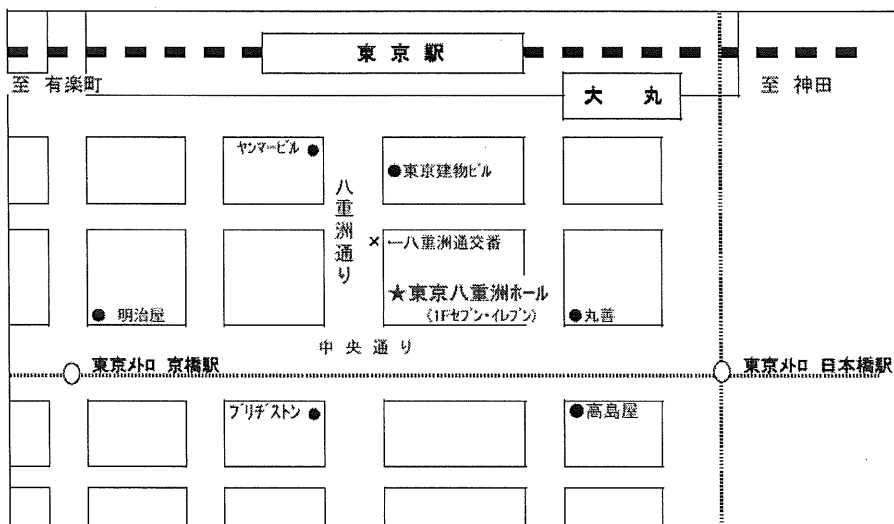 東京駅
至 有楽町
大 丸
至 神田
ヤンマービル
東京建物ビル
八重洲通り
×
八重洲通交番
★東京八重洲ホール
(1Fセブン・イレブン)
明治屋
丸善
中央通り
東京メトロ 京橋駅
東京メトロ 日本橋駅
ブリヂストン
高島屋